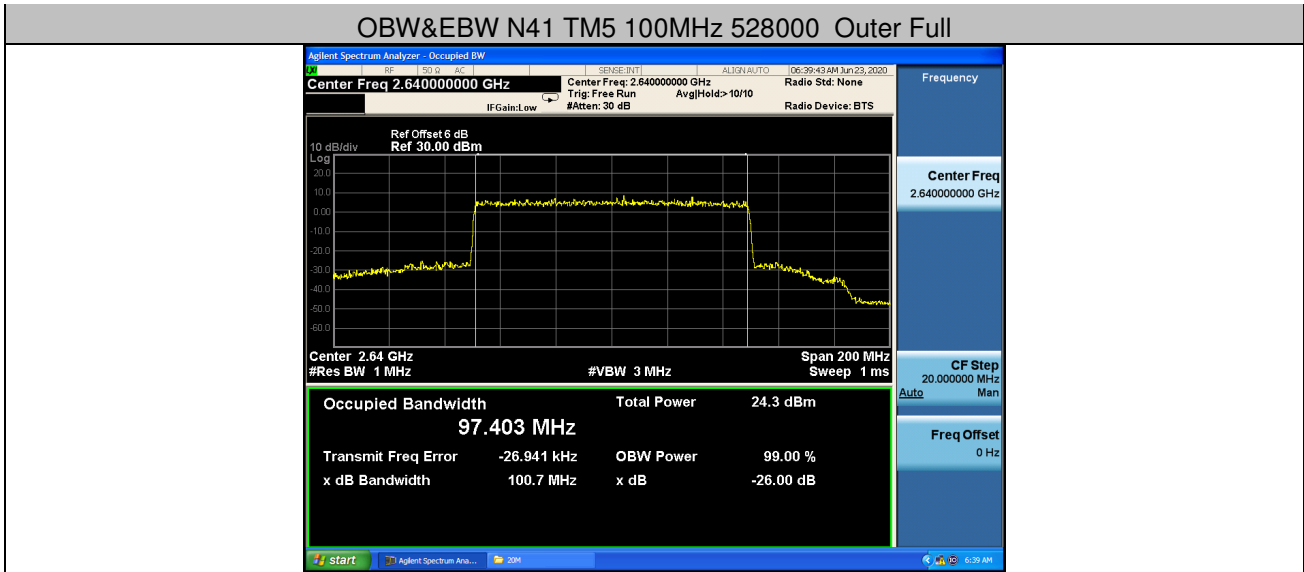 OBW&EBW N41 TM5 100MHz 528000 Outer Full
Agilent Spectrum Analyzer - Occupied BW
LXI RF 50 Ω AC SENSE:INT ALIGN AUTO 06:39:43 AM Jun 23, 2020
Center Freq 2.640000000 GHz
Center Freq: 2.640000000 GHz
Radio Std: None
Trig: Free Run Avg|Hold:> 10/10
IFGain:Low
#Atten: 30 dB
Radio Device: BTS
Frequency
Ref Offset 6 dB
10 dB/div Ref 30.00 dBm
Log
20.0
10.0
0.00
-10.0
-20.0
-30.0
-40.0
-50.0
-60.0
Center 2.64 GHz Span 200 MHz
#Res BW 1 MHz #VBW 3 MHz Sweep 1 ms
Center Freq
2.640000000 GHz
CF Step
20.000000 MHz
Auto Man
Freq Offset
0 Hz
Occupied Bandwidth Total Power 24.3 dBm
97.403 MHz
Transmit Freq Error -26.941 kHz OBW Power 99.00 %
x dB Bandwidth 100.7 MHz x dB -26.00 dB
start Agilent Spectrum Ana... 20M 6:39 AM